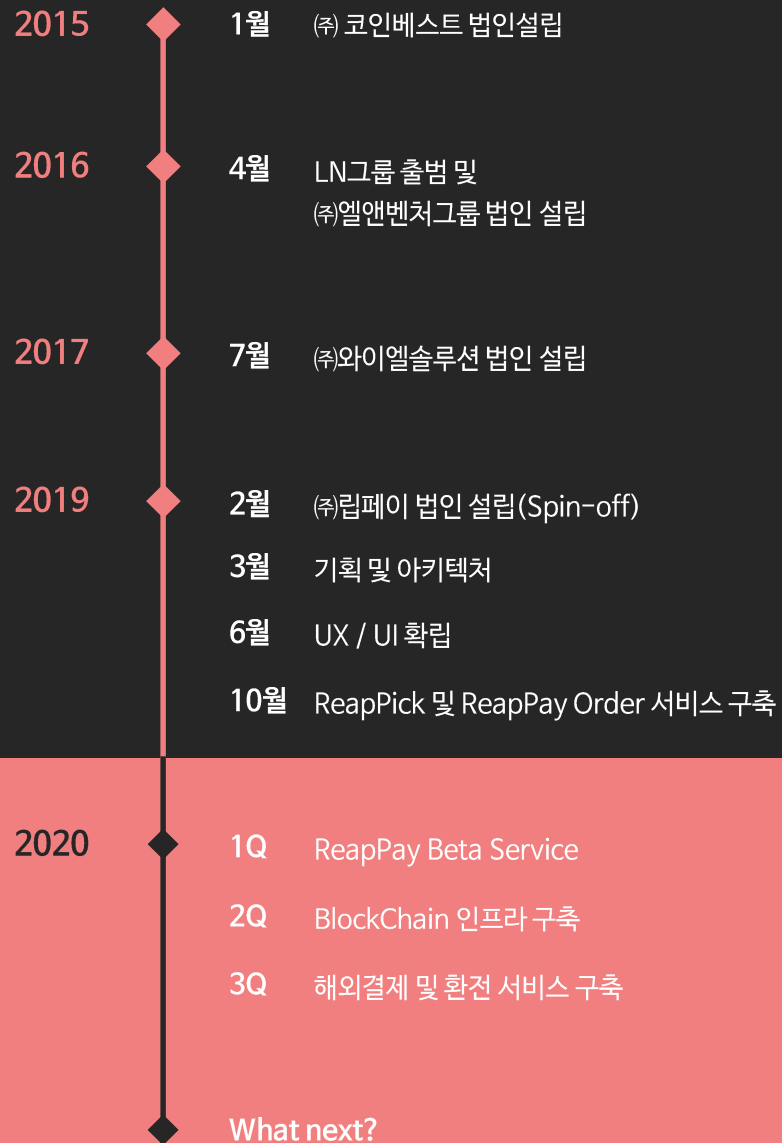 2015 1월 ㈜ 코인베스트 법인설립
2016 4월 LN그룹 출범 및
㈜엘앤벤처그룹 법인 설립
2017 7월 ㈜와이엘솔루션 법인 설립
2019 2월 ㈜립페이 법인 설립(Spin-off)
3월 기획 및 아키텍처
6월 UX / UI 확립
10월 ReapPick 및 ReapPay Order 서비스 구축
2020 1Q ReapPay Beta Service
2Q BlockChain 인프라 구축
3Q 해외결제 및 환전 서비스 구축
What next?